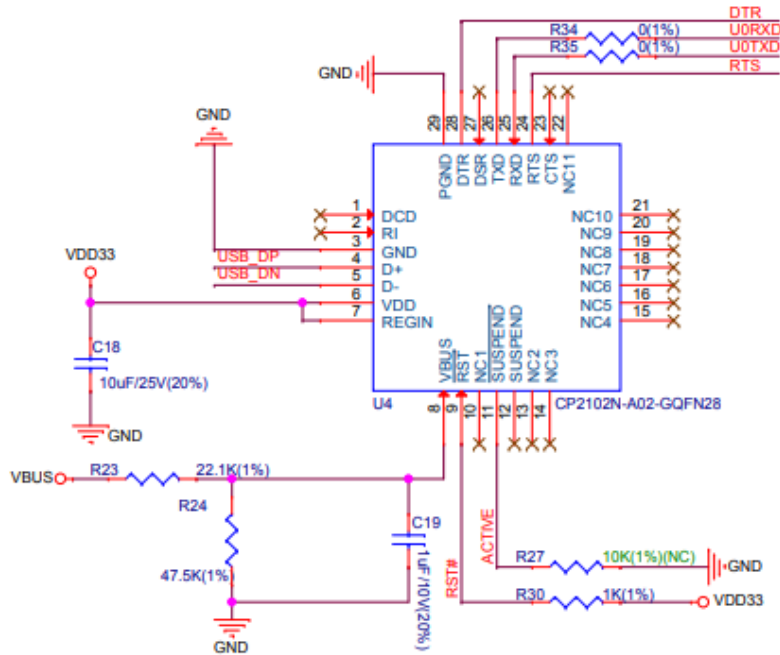 DTR
R34 0(1%) U0RXD
R35 0(1%) U0TXD
RTS
GND
29 28 27 26 25 24 23 22
GND
PGND DTR DSR TXD RXD RTS CTS NC11
1 DCD
2 RI
3 GND
USB_DP 4 D+
USB_DN 5 D-
6 VDD
7 REGIN
NC10 21
NC9 20
NC8 19
NC7 18
NC6 17
NC5 16
NC4 15
VDD33
C18
10uF/25V(20%)
GND
VBUS RST NC1 SUSPEND SUSPEND NC2 NC3
U4
CP2102N-A02-GQFN28
8 9 10 11 12 13 14
VBUS
R23 22.1K(1%)
R24
47.5K(1%)
C19
1uF/10V(20%)
GND
RST#
ACTIVE
R27 10K(1%)(NC)
GND
R30 1K(1%)
VDD33